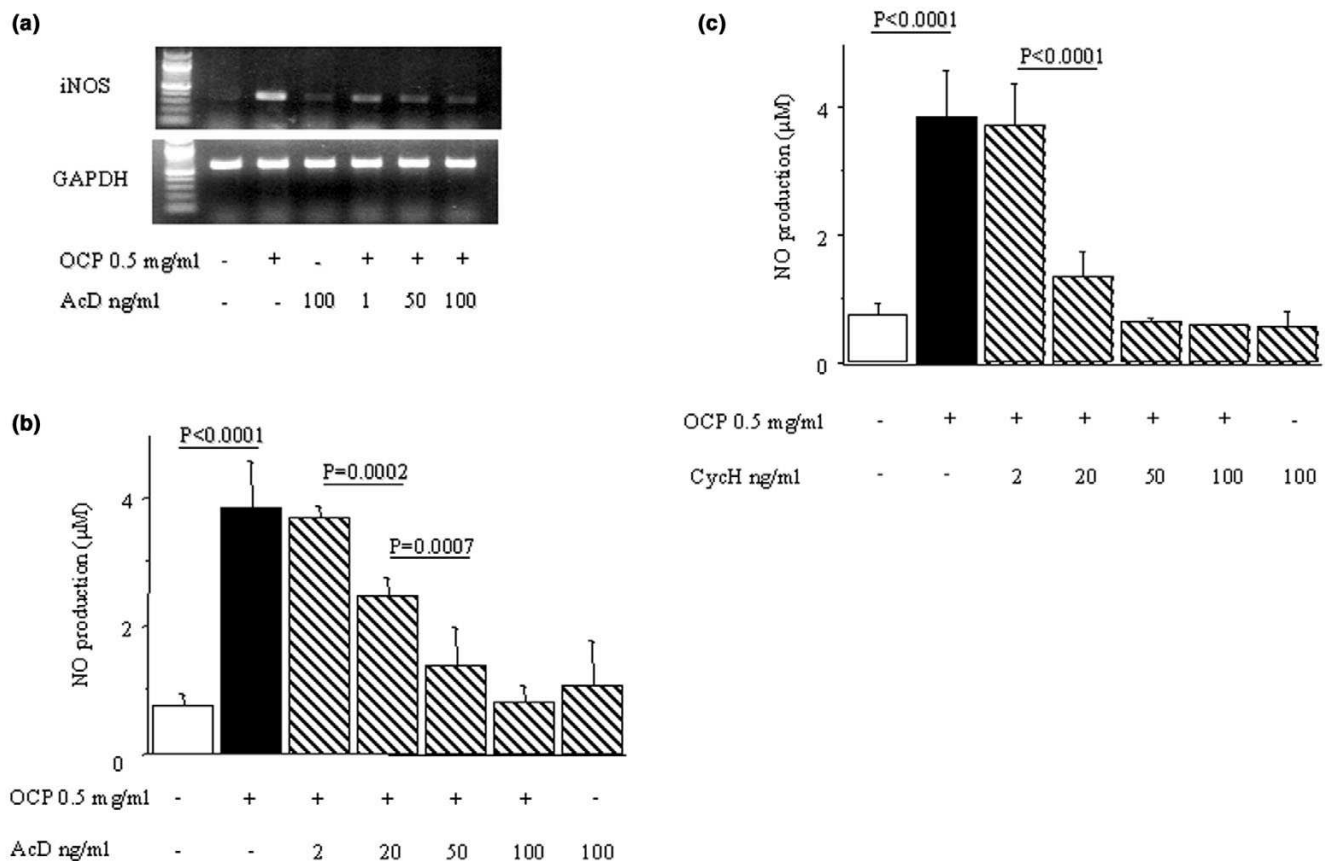 (a)
iNOS
GAPDH
OCP 0.5 mg/ml - + - + + +
AcD ng/ml - - 100 1 50 100
(b)
P<0.0001
P=0.0002
P=0.0007
NO production (µM)
4
2
0
OCP 0.5 mg/ml - + + + + + -
AcD ng/ml - - 2 20 50 100 100
(c)
P<0.0001
P<0.0001
NO production (µM)
4
2
0
OCP 0.5 mg/ml - + + + + + -
CycH ng/ml - - 2 20 50 100 100